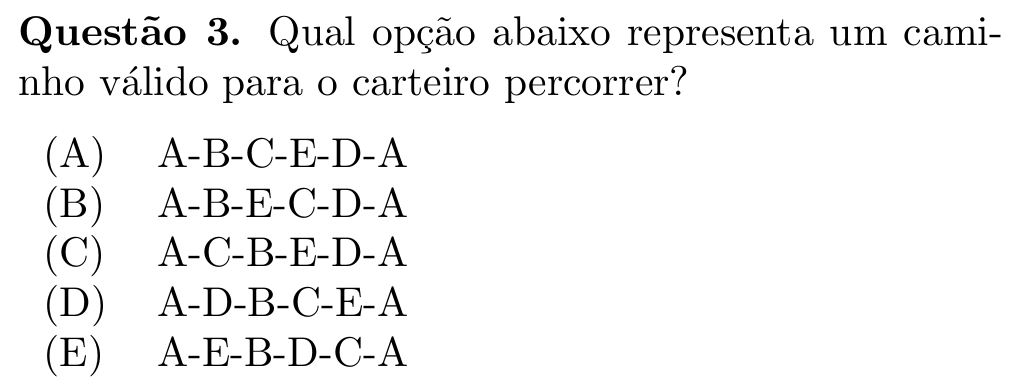 Questão 3. Qual opção abaixo representa um cami-
nho válido para o carteiro percorrer?
(A) A-B-C-E-D-A
(B) A-B-E-C-D-A
(C) A-C-B-E-D-A
(D) A-D-B-C-E-A
(E) A-E-B-D-C-A